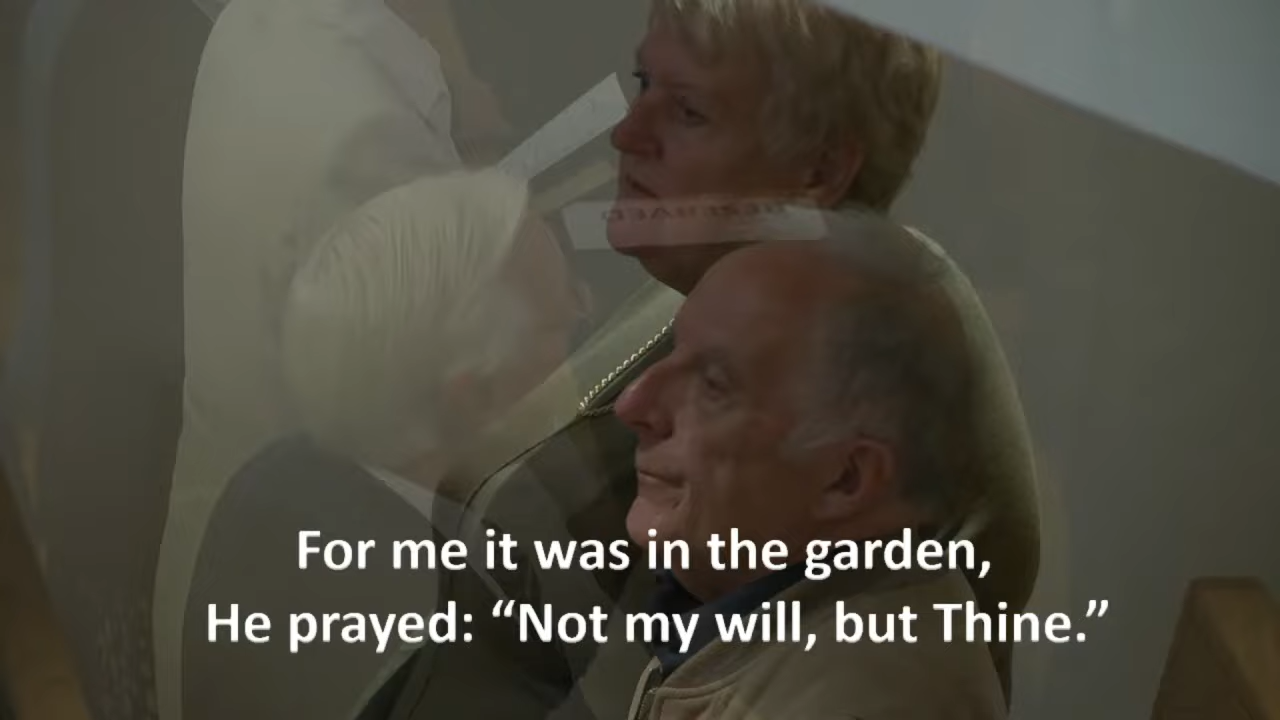 For me it was in the garden,
He prayed: “Not my will, but Thine.”